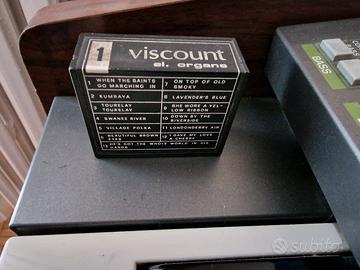 1
viscount
el. organs
1 WHEN THE SAINTS
GO MARCHING IN
2 KUMBAYA
3 TOURELAY
TOURELAY
4 SWANEE RIVER
5 VILLAGE POLKA
6 BEAUTIFUL BROWN
EYES
7 ON TOP OF OLD
SMOKY
8 LAVENDER'S BLUE
9 SHE WORE A YEL-
LOW RIBBON
10 DOWN BY THE
RIVERSIDE
11 LONDONDERRY AIR
12 I GAVE MY LOVE
A CHERRY
13 HE'S GOT THE WHOLE WORLD IN HIS
HANDS
BASS
subito.it